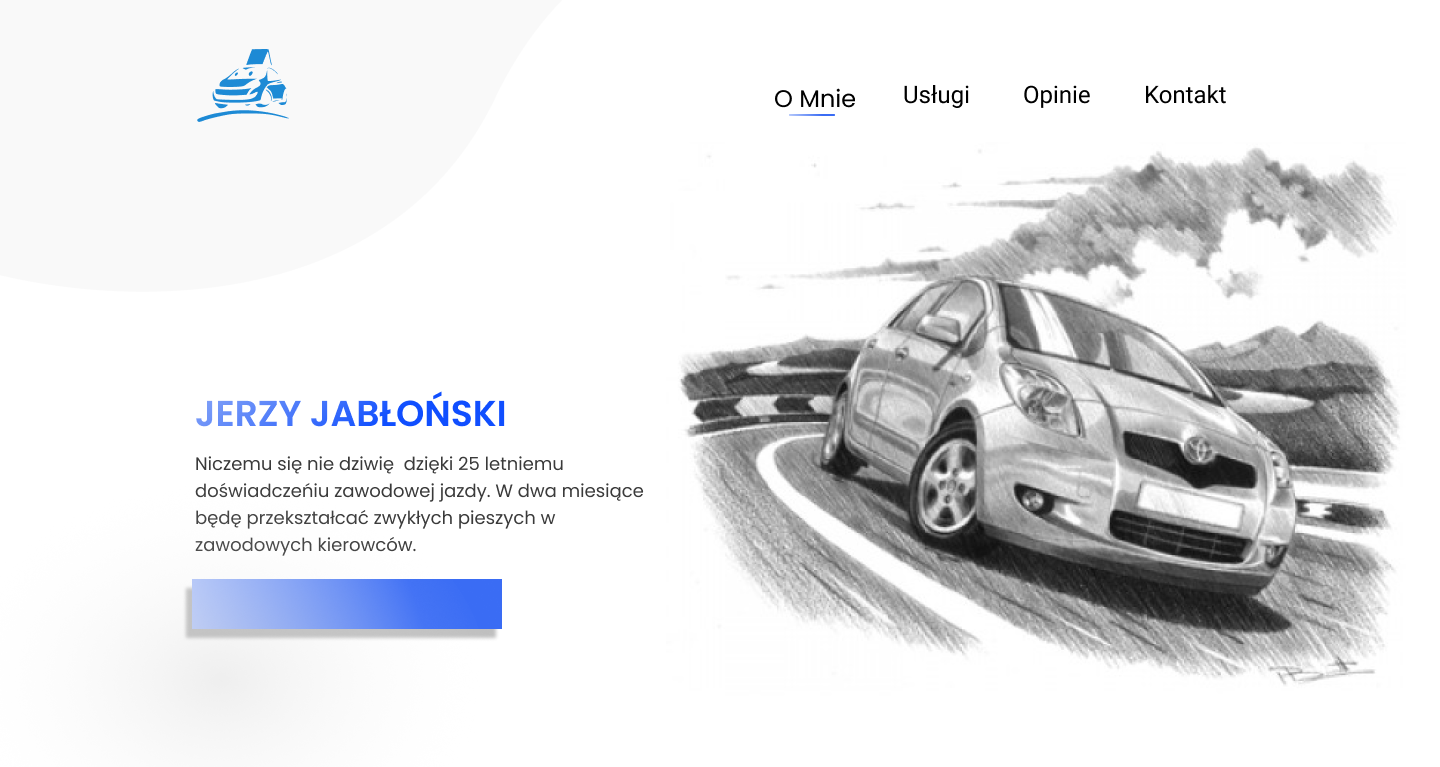 O Mnie
Usługi
Opinie
Kontakt
JERZY JABŁOŃSKI
Niczemu się nie dziwię  dzięki 25 letniemu
doświadczeńiu zawodowej jazdy. W dwa miesiące
będę przekształcać zwykłych pieszych w
zawodowych kierowców.